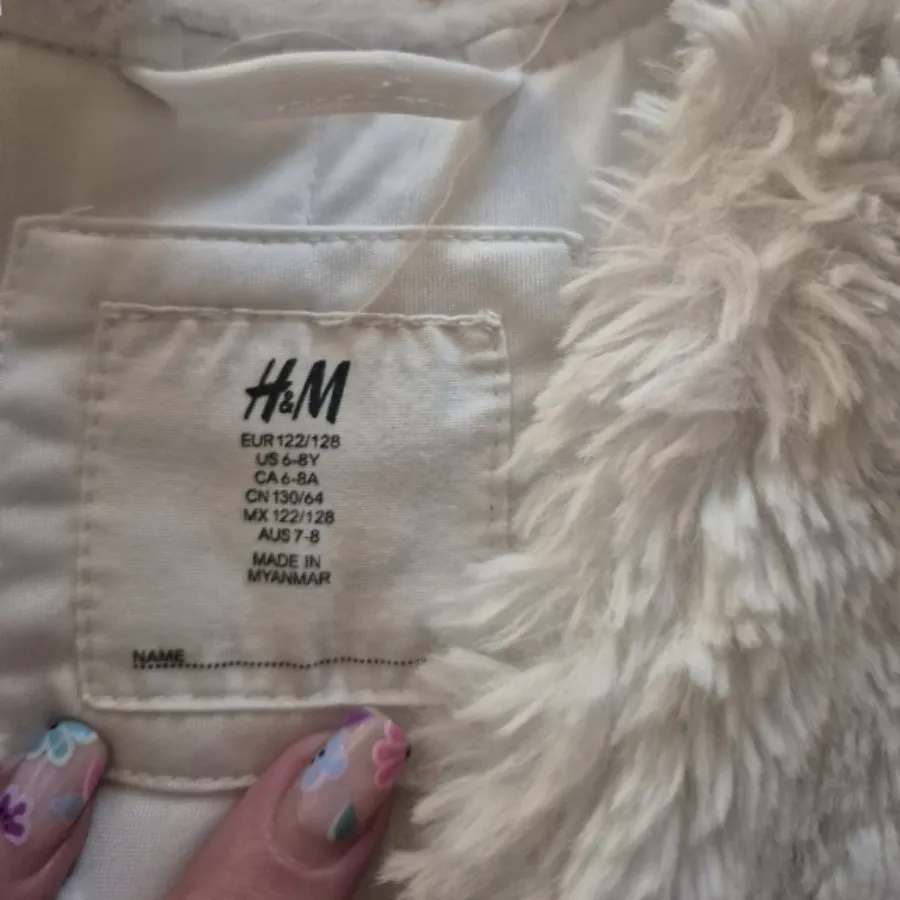 H&M
EUR 122/128
US 6-8Y
CA 6-8A
CN 130/64
MX 122/128
AUS 7-8
MADE IN
MYANMAR
NAME